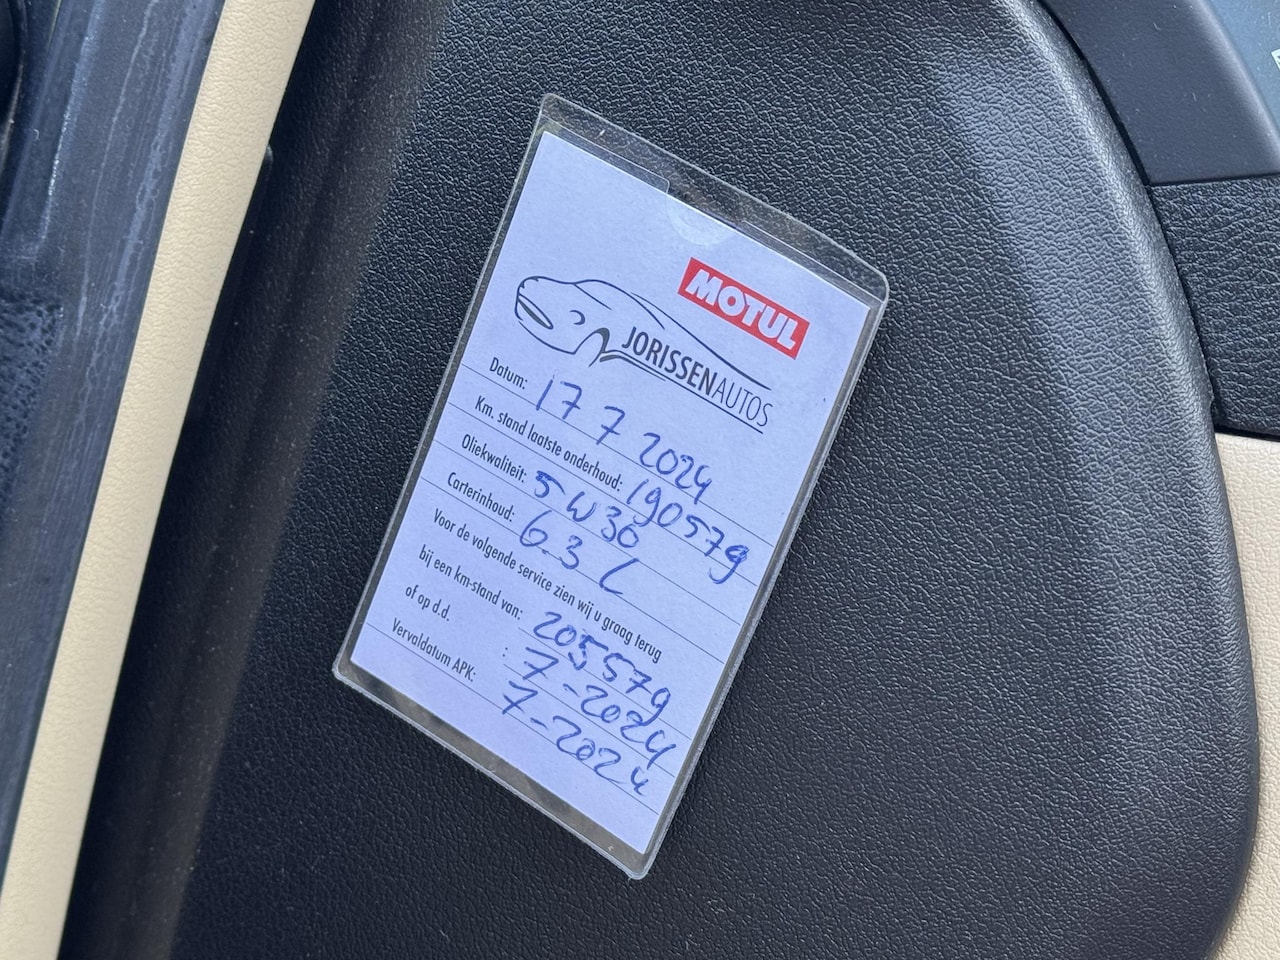 MOTUL
JORISSENAUTOS
Datum: 17 7 2024
Km. stand laatste onderhoud: 190579
Oliekwaliteit: 5W30
Carterinhoud: 6.3 L
Voor de volgende service zien wij u graag terug
bij een km-stand van: 205579
of op d.d. : 7-2024
Vervaldatum APK: 7-2024